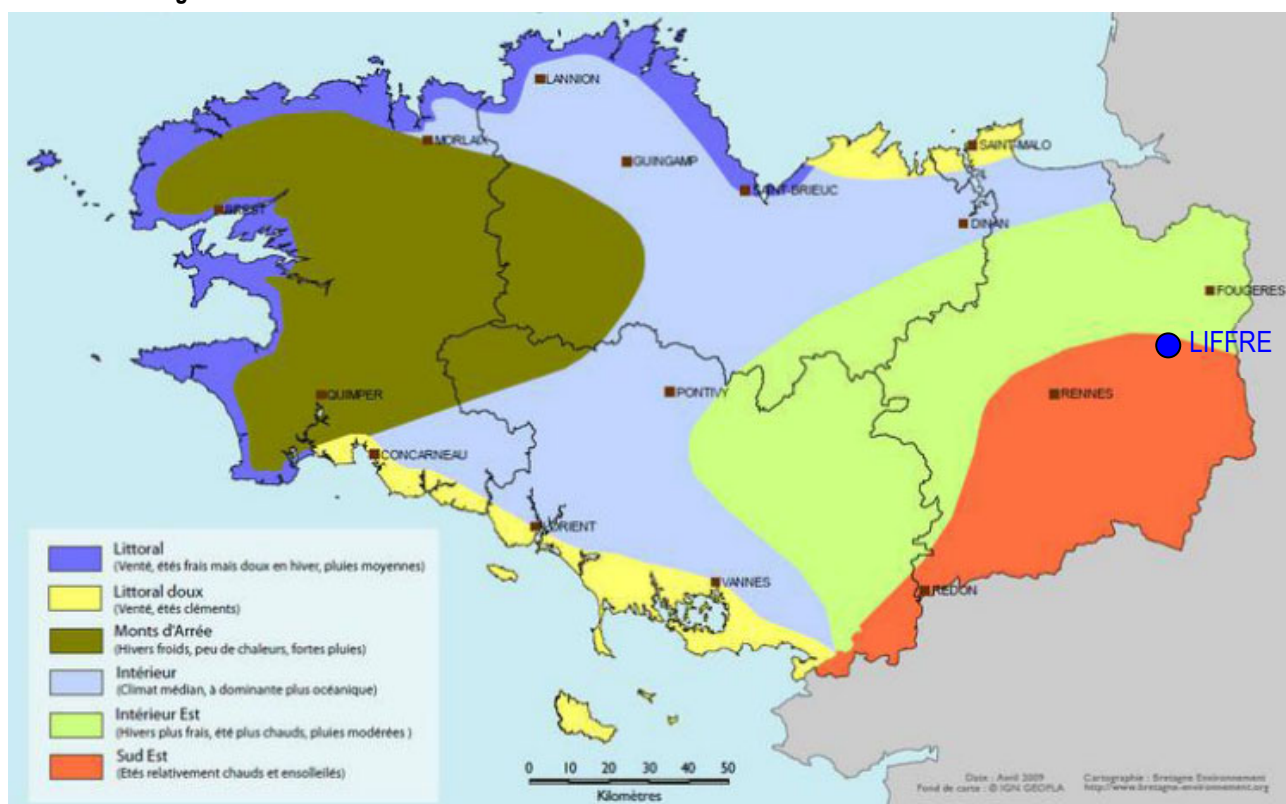 LANNION
MORLAIX
GUINGAMP
SAINT-BRIEUC
SAINT-MALO
BREST
DINAN
FOUGERES
LIFFRE
PONTIVY
RENNES
QUIMPER
CONCARNEAU
LORIENT
VANNES
REDON
Littoral
(Venté, étés frais mais doux en hiver, pluies moyennes)
Littoral doux
(Venté, étés cléments)
Monts d'Arrée
(Hivers froids, peu de chaleurs, fortes pluies)
Intérieur
(Climat médian, à dominante plus océanique)
Intérieur Est
(Hivers plus frais, été plus chauds, pluies modérées )
Sud Est
(Etés relativement chauds et ensolleilés)
0 10 20 30 40 50
Kilomètres
Date : Avril 2009
Fond de carte : © IGN GEOFLA
Cartographie : Bretagne Environnement
http://www.bretagne-environnement.org